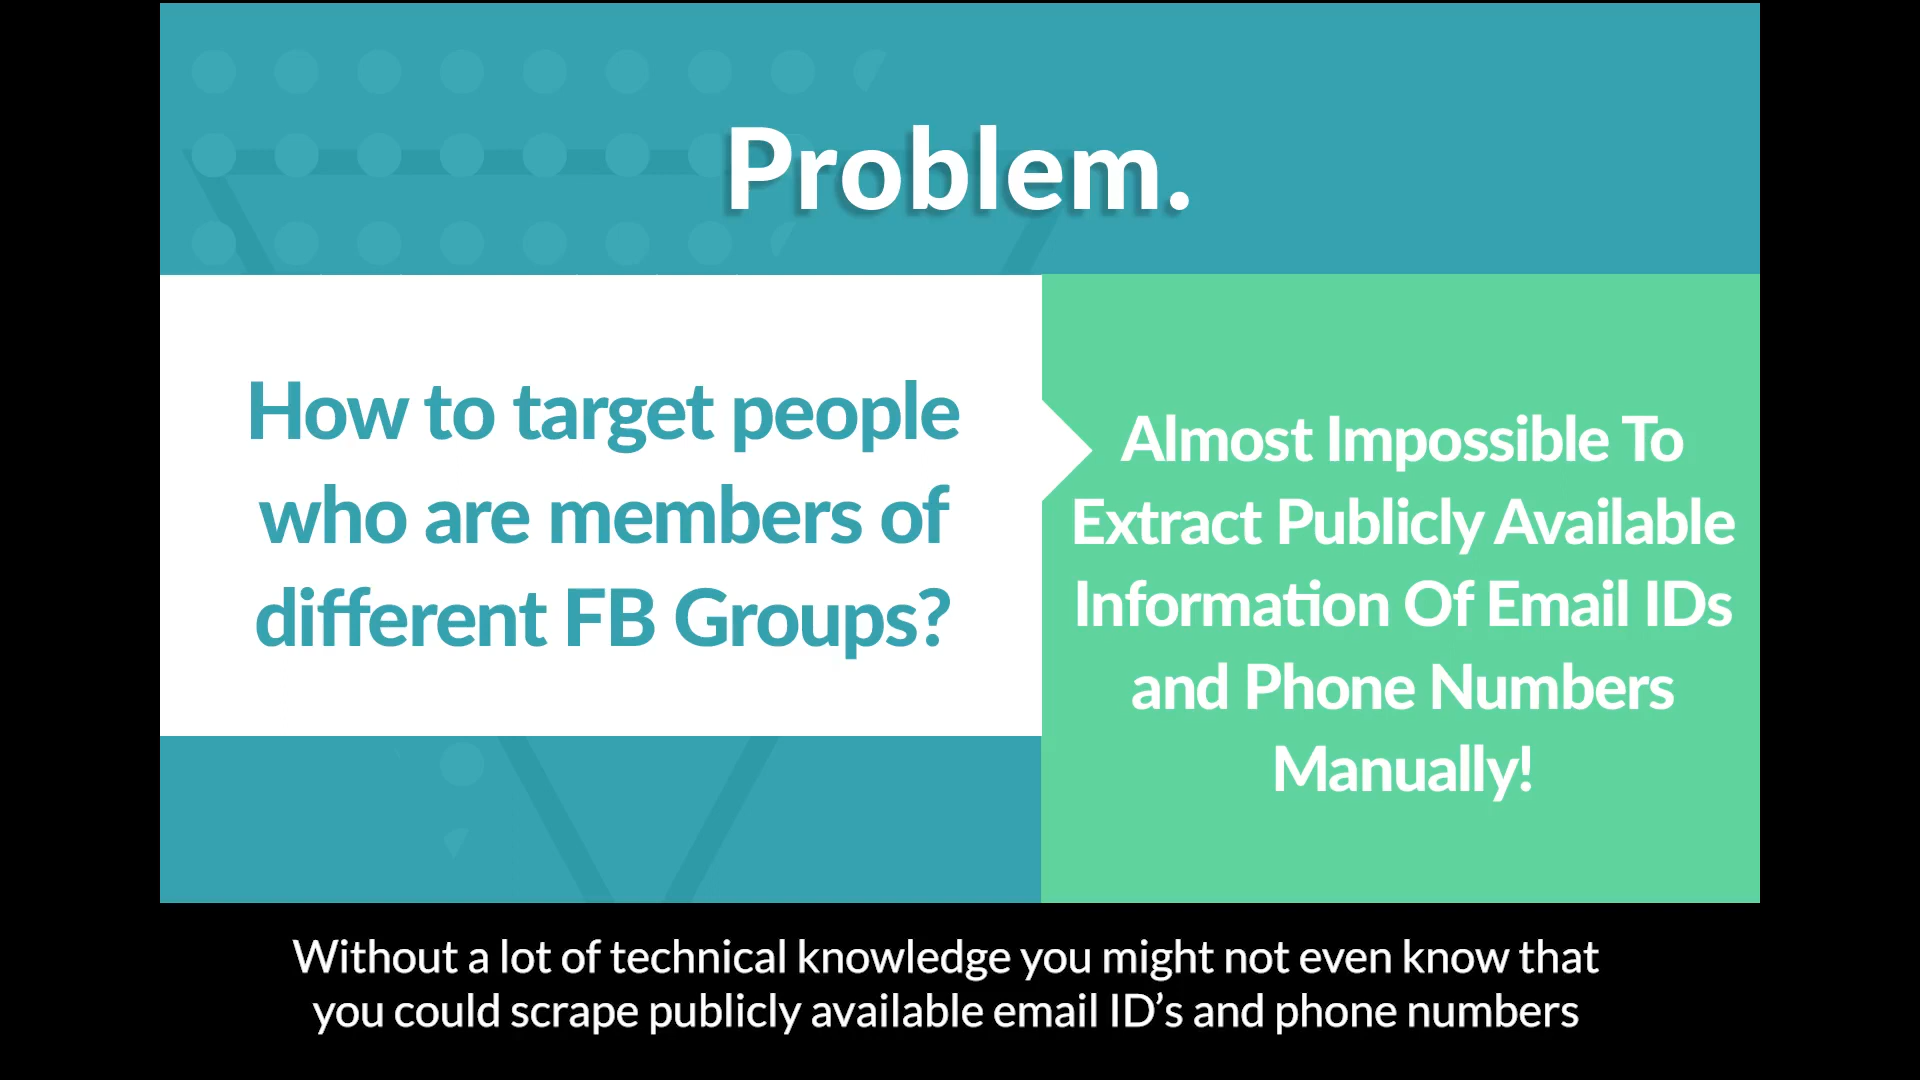 Problem.
How to target people
who are members of
different FB Groups?
Almost Impossible To
Extract Publicly Available
Information Of Email IDs
and Phone Numbers
Manually!
Without a lot of technical knowledge you might not even know that
you could scrape publicly available email ID’s and phone numbers